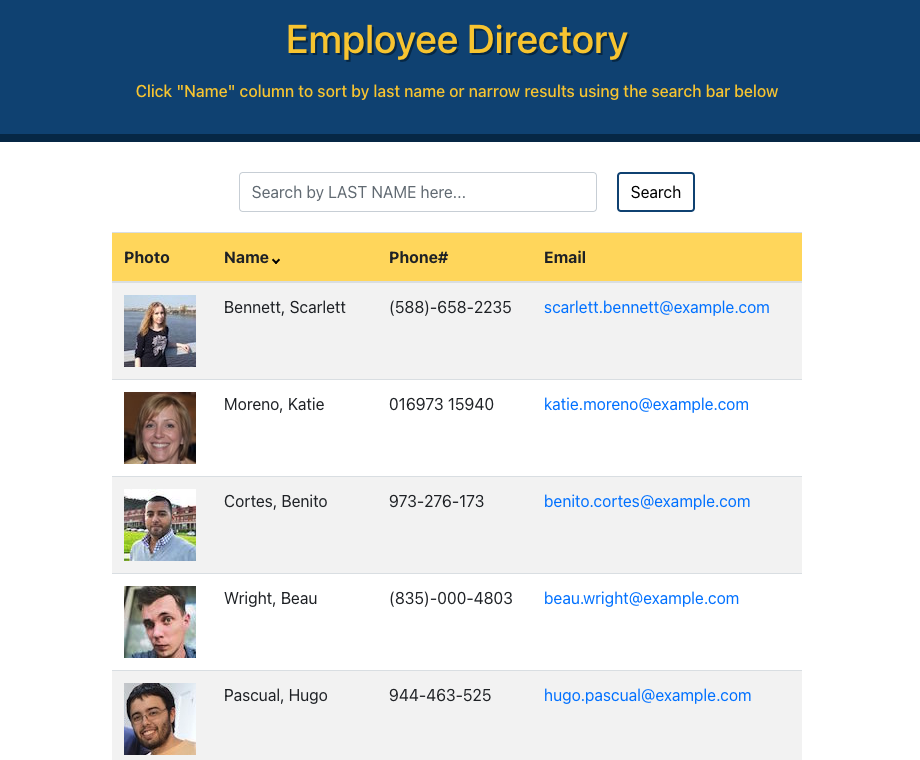 Employee Directory
Click "Name" column to sort by last name or narrow results using the search bar below
Search by LAST NAME here...
Search
Photo Name Phone# Email
Bennett, Scarlett (588)-658-2235 scarlett.bennett@example.com
Moreno, Katie 016973 15940 katie.moreno@example.com
Cortes, Benito 973-276-173 benito.cortes@example.com
Wright, Beau (835)-000-4803 beau.wright@example.com
Pascual, Hugo 944-463-525 hugo.pascual@example.com